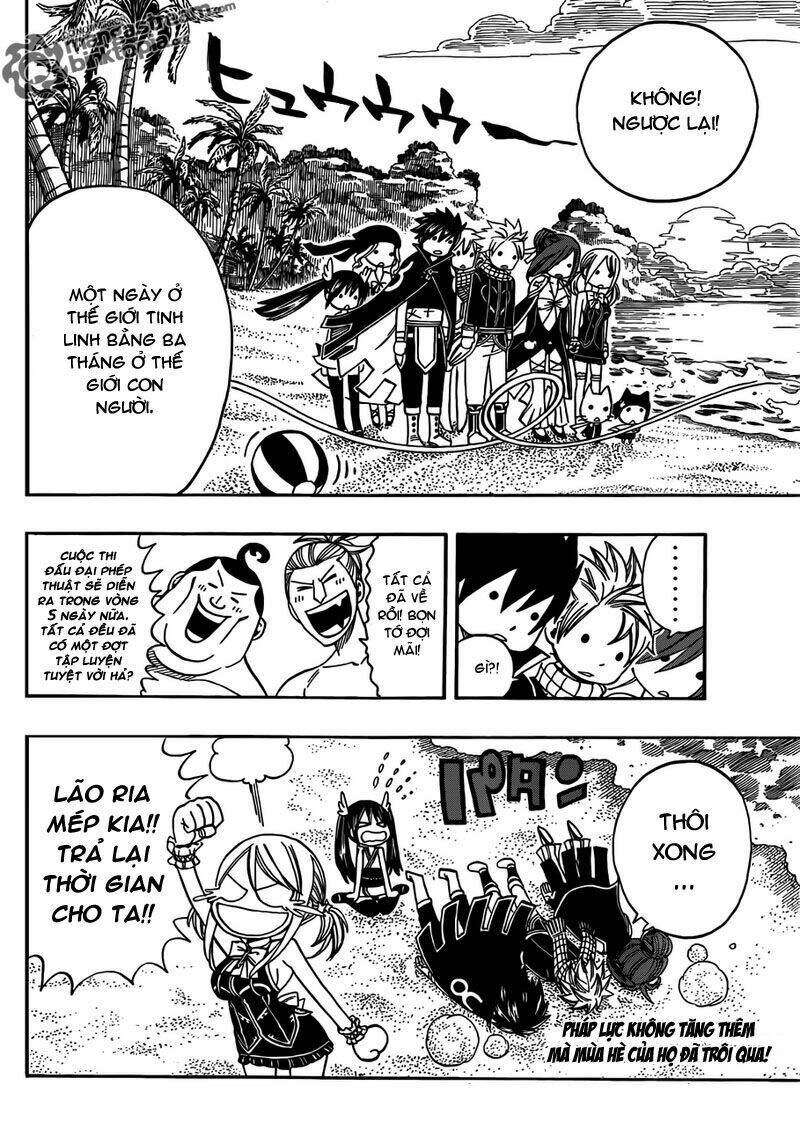 mangastream
binktopia
KHÔNG!
NGƯỢC LẠI!
ヒュウウウー
MỘT NGÀY Ở
THẾ GIỚI TINH
LINH BẰNG BA
THÁNG Ở THẾ
GIỚI CON
NGƯỜI.
CUỘC THI
ĐẤU ĐẠI PHÉP
THUẬT SẼ DIỄN
RA TRONG VÒNG
5 NGÀY NỮA.
TẤT CẢ ĐỀU ĐÃ
CÓ MỘT ĐỢT
TẬP LUYỆN
TUYỆT VỜI HẢ?
TẤT CẢ
ĐÃ VỀ
RỒI! BỌN
TỚ ĐỢI
MÃI!
......
GÌ?!
LÃO RIA
MÉP KIA!!
TRẢ LẠI
THỜI GIAN
CHO TA!!
THÔI
XONG
...
PHÁP LỰC KHÔNG TĂNG THÊM
MÀ MÙA HÈ CỦA HỌ ĐÃ TRÔI QUA!